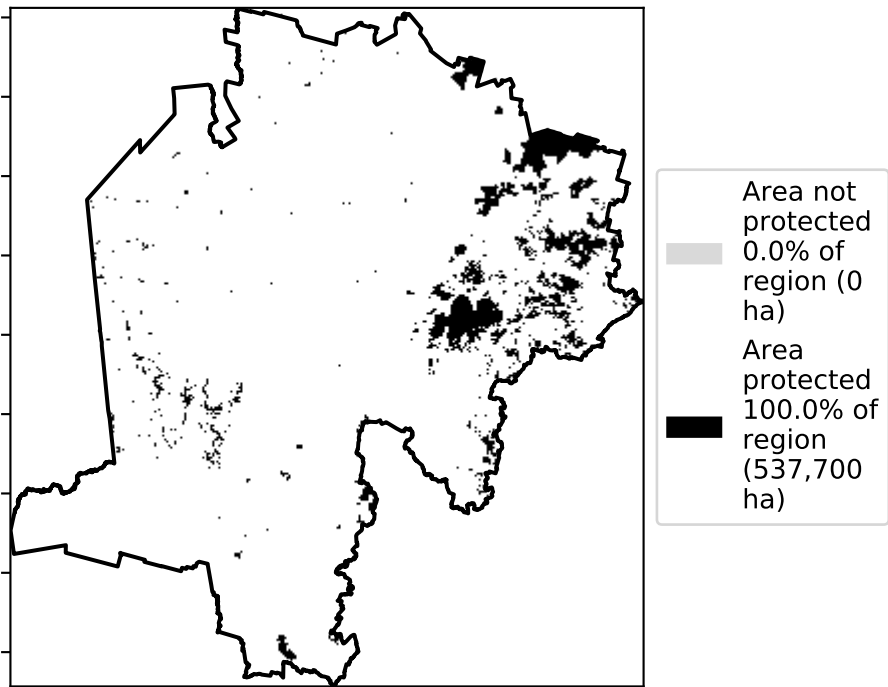 Area not
protected
0.0% of
region (0
ha)
Area
protected
100.0% of
region
(537,700
ha)